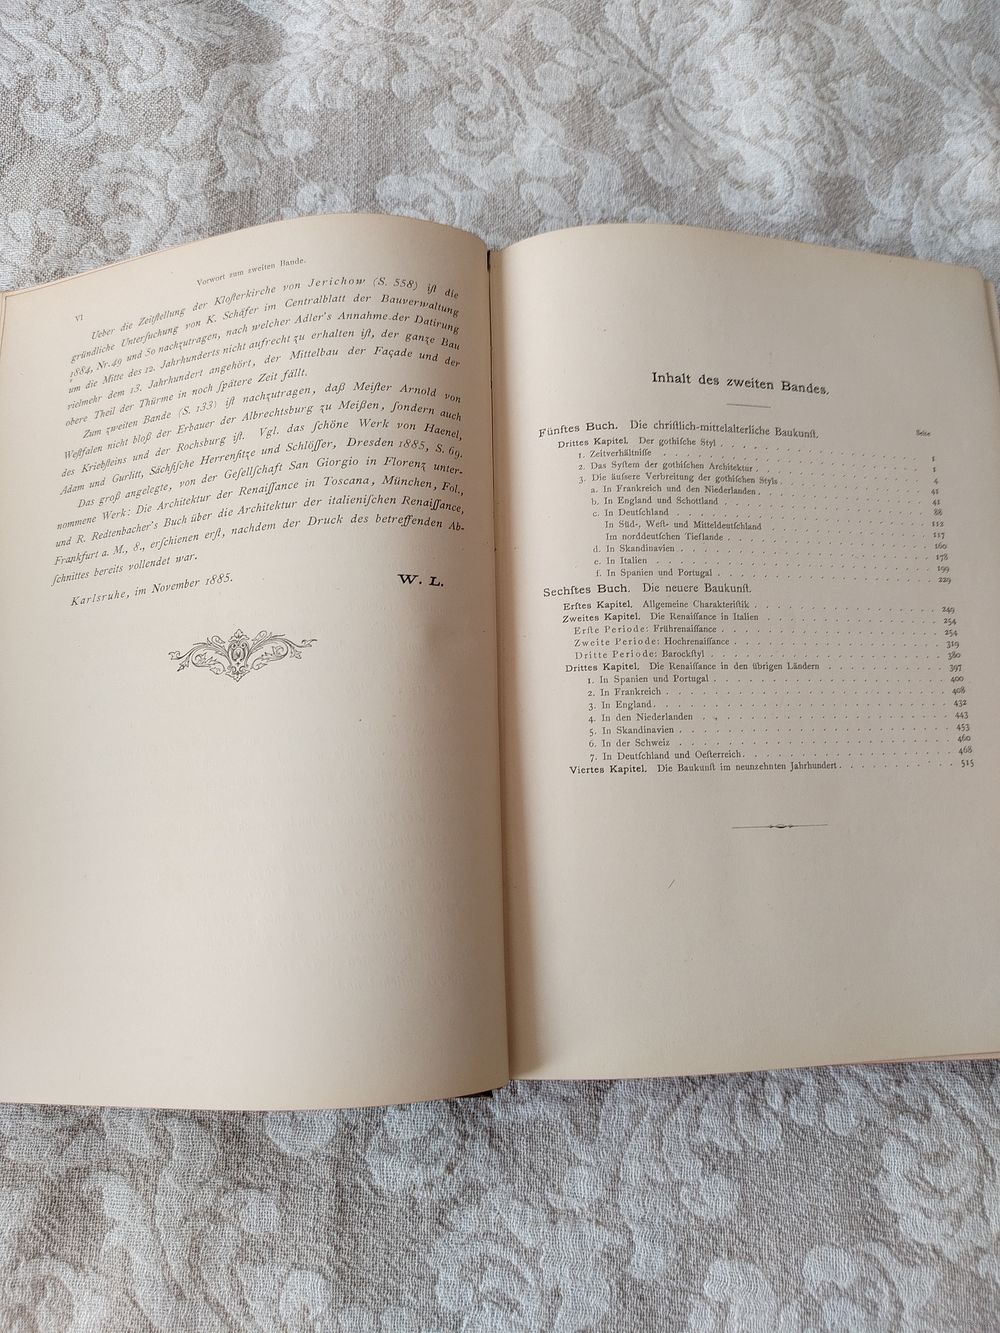 VI
Vorwort zum zweiten Bande.
Ueber die Zeitſtellung der Kloſterkirche von Jerichow (S. 558) iſt die
gründliche Unterſuchung von K. Schäfer im Centralblatt der Bauverwaltung
1884, Nr. 49 und 50 nachzutragen, nach welcher Adler's Annahme der Datirung
um die Mitte des 12. Jahrhunderts nicht aufrecht zu erhalten iſt, der ganze Bau
vielmehr dem 13. Jahrhundert angehört, der Mittelbau der Façade und der
obere Theil der Thürme in noch ſpätere Zeit fällt.
Zum zweiten Bande (S. 133) iſt nachzutragen, daß Meiſter Arnold von
Weſtfalen nicht bloß der Erbauer der Albrechtsburg zu Meißen, ſondern auch
des Kriebſteins und der Rochsburg iſt. Vgl. das ſchöne Werk von Haenel,
Adam und Gurlitt, Sächſiſche Herrenſitze und Schlöſſer, Dresden 1885, S. 69.
Das groß angelegte, von der Geſellſchaft San Giorgio in Florenz unter-
nommene Werk: Die Architektur der Renaiſſance in Toscana, München, Fol.,
und R. Redtenbacher's Buch über die Architektur der italieniſchen Renaiſſance,
Frankfurt a. M., 8., erſchienen erſt, nachdem der Druck des betreffenden Ab-
ſchnittes bereits vollendet war.
Karlsruhe, im November 1885.
W. L.
Inhalt des zweiten Bandes.
Seite
Fünftes Buch. Die chriſtlich-mittelalterliche Baukunſt.
Drittes Kapitel. Der gothiſche Styl . . . 1
1. Zeitverhältniſſe . . . 1
2. Das Syſtem der gothiſchen Architektur . . . 4
3. Die äuſsere Verbreitung der gothiſchen Styls . . . 41
a. In Frankreich und den Niederlanden . . . 41
b. In England und Schottland . . . 88
c. In Deutſchland . . . 112
In Süd-, Weſt- und Mitteldeutſchland . . . 117
Im norddeutſchen Tieflande . . . 160
d. In Skandinavien . . . 178
e. In Italien . . . 199
f. In Spanien und Portugal . . . 229
Sechſtes Buch. Die neuere Baukunſt.
Erſtes Kapitel. Allgemeine Charakteriſtik . . . 249
Zweites Kapitel. Die Renaiſſance in Italien . . . 254
Erſte Periode: Frührenaiſſance . . . 254
Zweite Periode: Hochrenaiſſance . . . 319
Dritte Periode: Barockſtyl . . . 380
Drittes Kapitel. Die Renaiſſance in den übrigen Ländern . . . 397
1. In Spanien und Portugal . . . 400
2. In Frankreich . . . 408
3. In England . . . 432
4. In den Niederlanden . . . 443
5. In Skandinavien . . . 453
6. In der Schweiz . . . 460
7. In Deutſchland und Oeſterreich . . . 468
Viertes Kapitel. Die Baukunſt im neunzehnten Jahrhundert . . . 515